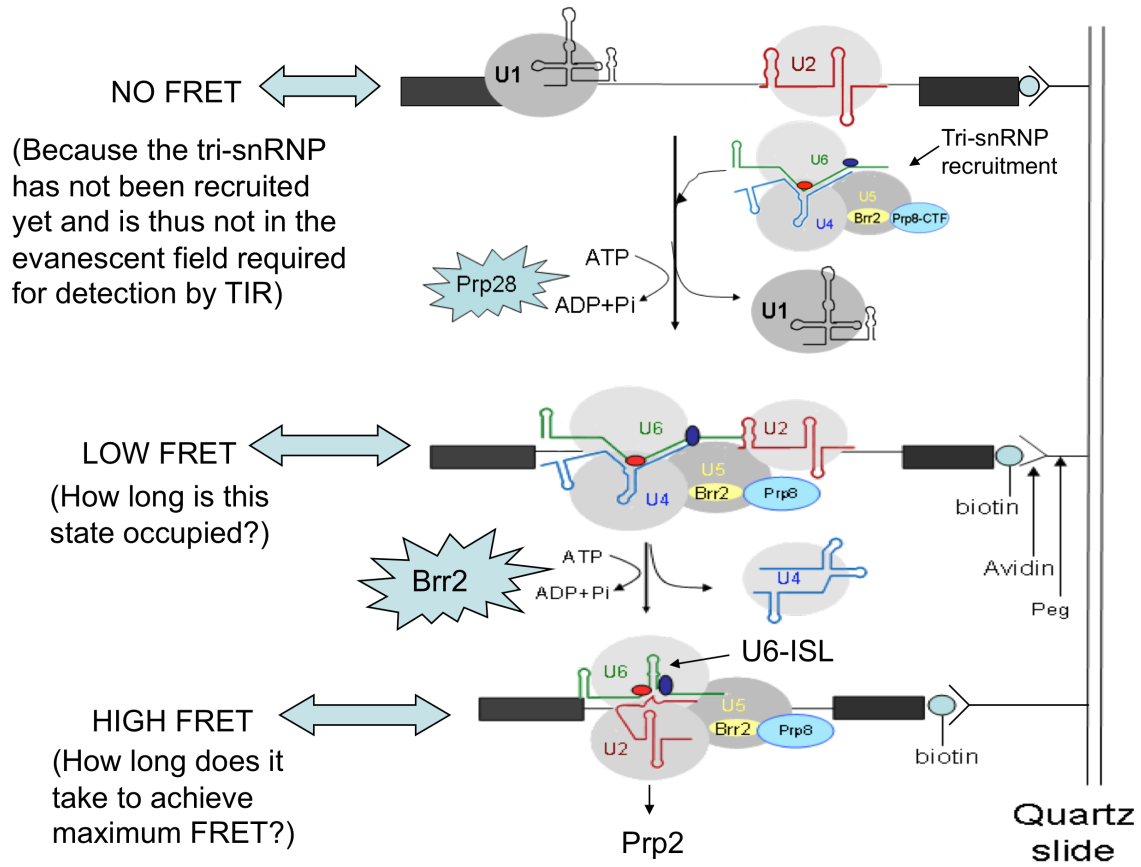 U1
U2
NO FRET
(Because the tri-snRNP
has not been recruited
yet and is thus not in the
evanescent field required
for detection by TIR)
Tri-snRNP
recruitment
U6
U5
U4
Brr2
Prp8-CTF
Prp28
ATP
ADP+Pi
U1
LOW FRET
(How long is this
state occupied?)
U6
U2
U5
U4
Brr2
Prp8
biotin
Avidin
Peg
Brr2
ATP
ADP+Pi
U4
U6-ISL
HIGH FRET
(How long does it
take to achieve
maximum FRET?)
U6
U5
U2
Brr2
Prp8
biotin
Prp2
Quartz
slide